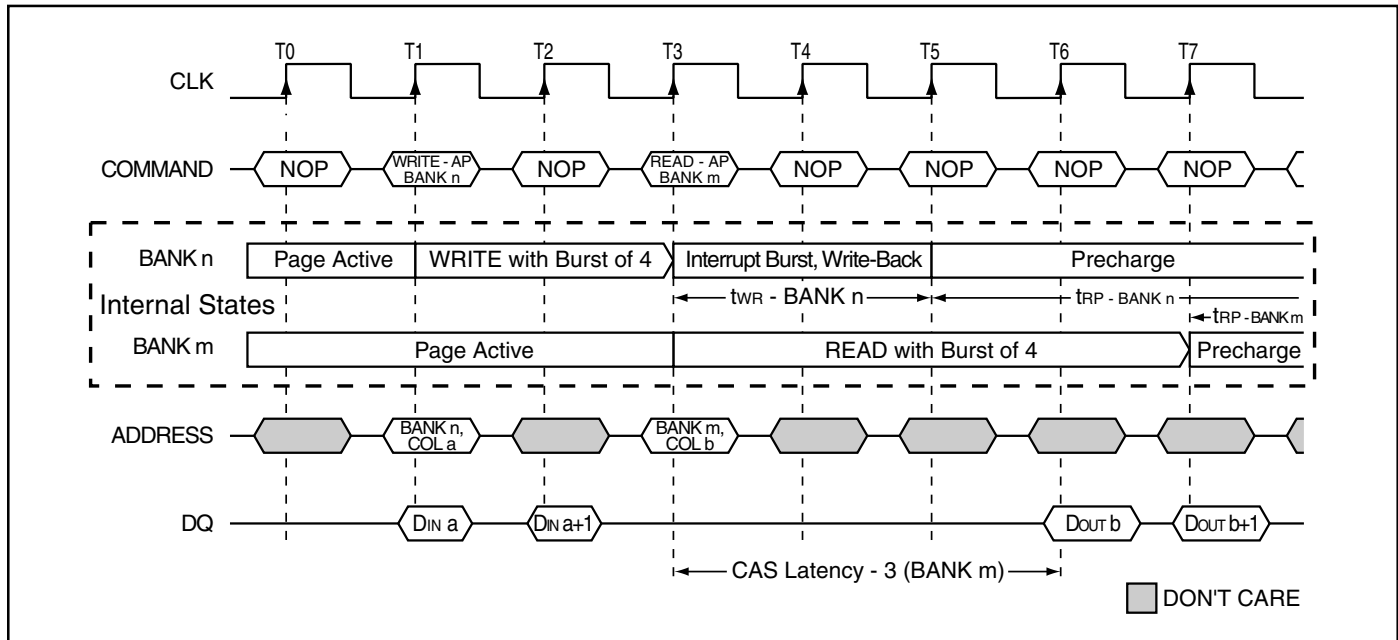 T0 T1 T2 T3 T4 T5 T6 T7
CLK
COMMAND NOP WRITE - AP BANK n NOP READ - AP BANK m NOP NOP NOP NOP
BANK n Page Active WRITE with Burst of 4 Interrupt Burst, Write-Back Precharge
tWR - BANK n tRP - BANK n
Internal States
tRP - BANK m
BANK m Page Active READ with Burst of 4 Precharge
ADDRESS BANK n, COL a BANK m, COL b
DQ DIN a DIN a+1 DOUT b DOUT b+1
CAS Latency - 3 (BANK m)
DON'T CARE